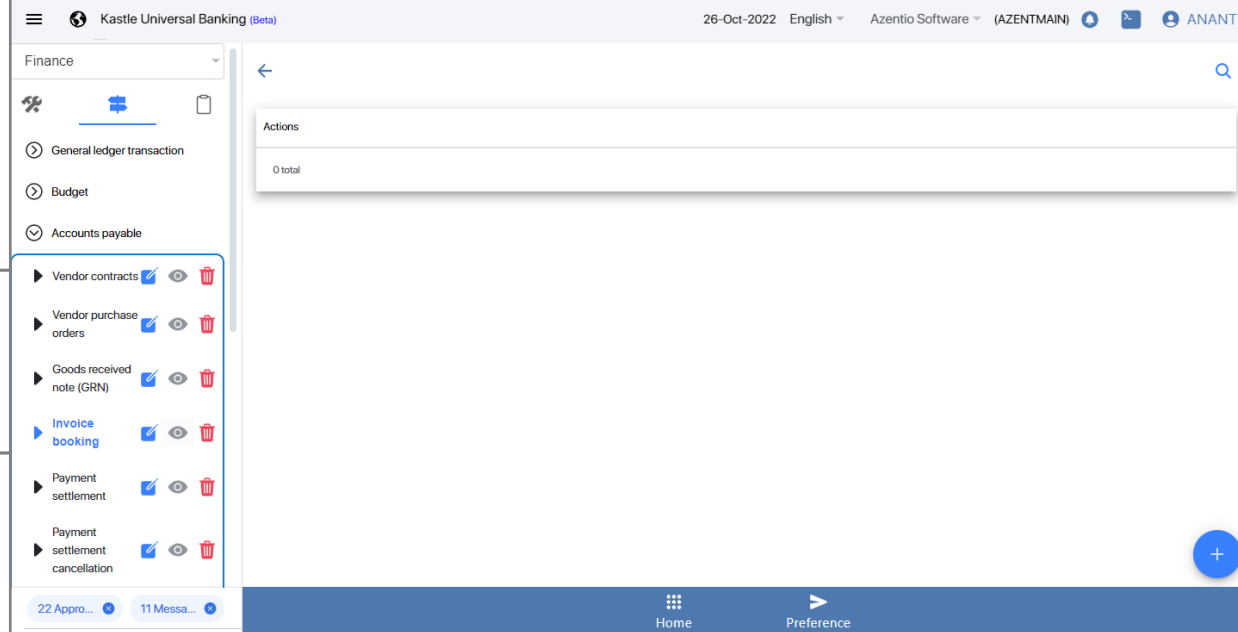 Kastle Universal Banking (Beta)
26-Oct-2022 English Azentio Software (AZENTMAIN) ANANT
Finance
Actions
0 total
General ledger transaction
Budget
Accounts payable
Vendor contracts
Vendor purchase
orders
Goods received
note (GRN)
Invoice
booking
Payment
settlement
Payment
settlement
cancellation
22 Appro...
11 Messa...
Home
Preference